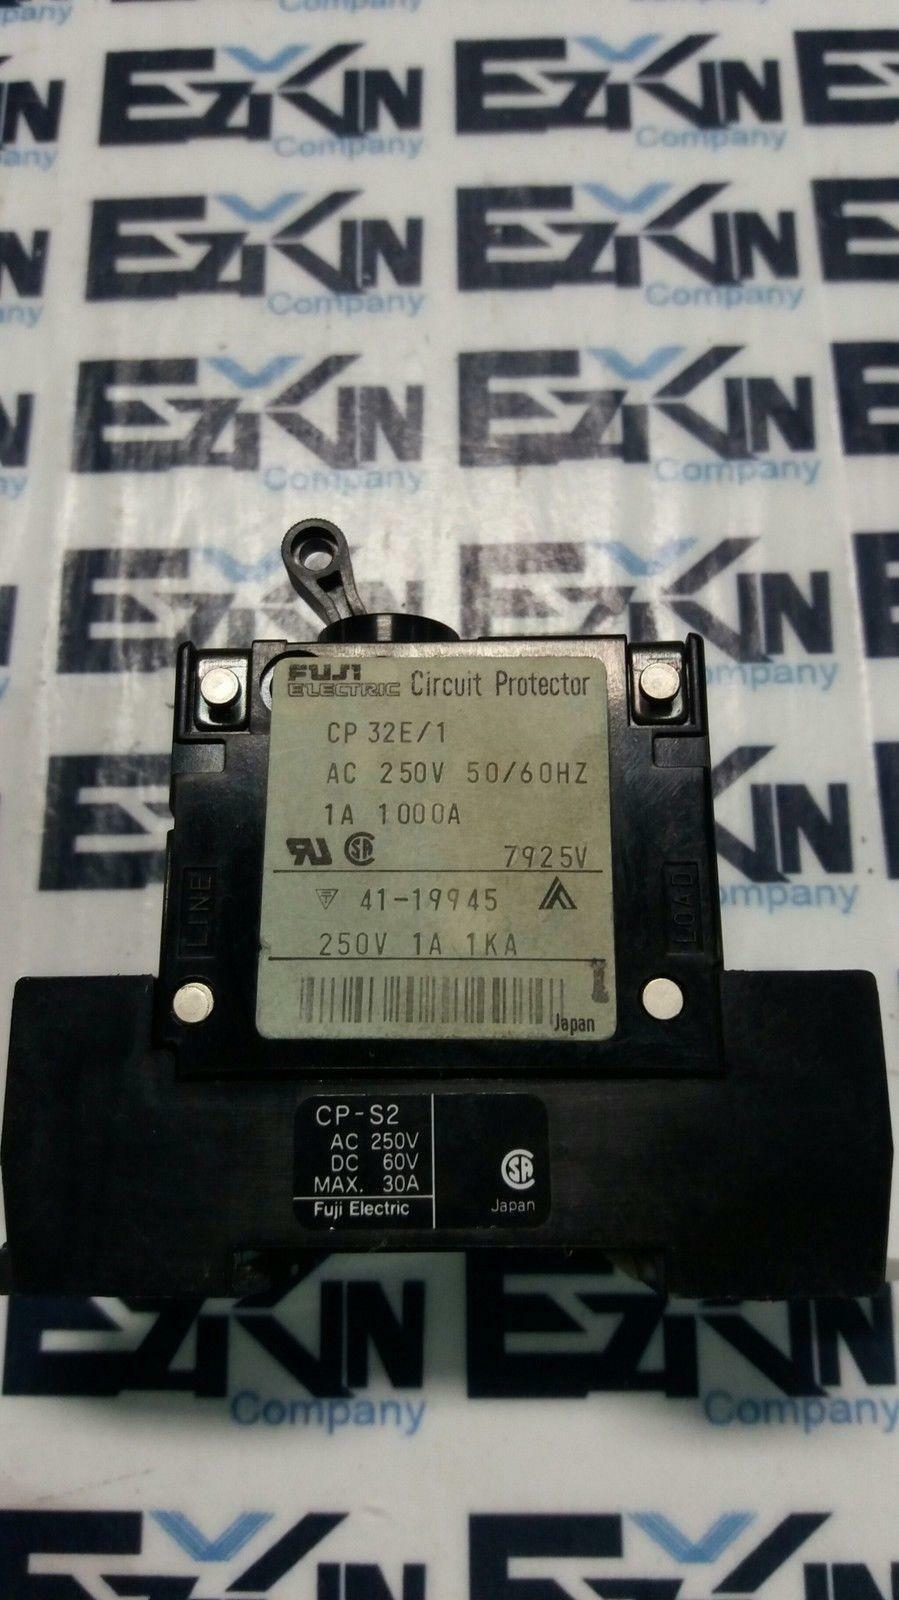 EZKIN
Company
EZKIN
Company
EZKIN
Company
EZKIN
Company
EZKIN
Company
EZKIN
Company
EZKIN
EZKIN
FUJI ELECTRIC Circuit Protector
CP 32E/1
AC 250V 50/60HZ
1A 1000A
7925V
LINE
LOAD
41-19945
250V 1A 1KA
Japan
CP-S2
AC 250V
DC 60V
MAX. 30A
Fuji Electric
Japan
EZKIN
Company
EZKIN
Company
EZKIN
EZKIN